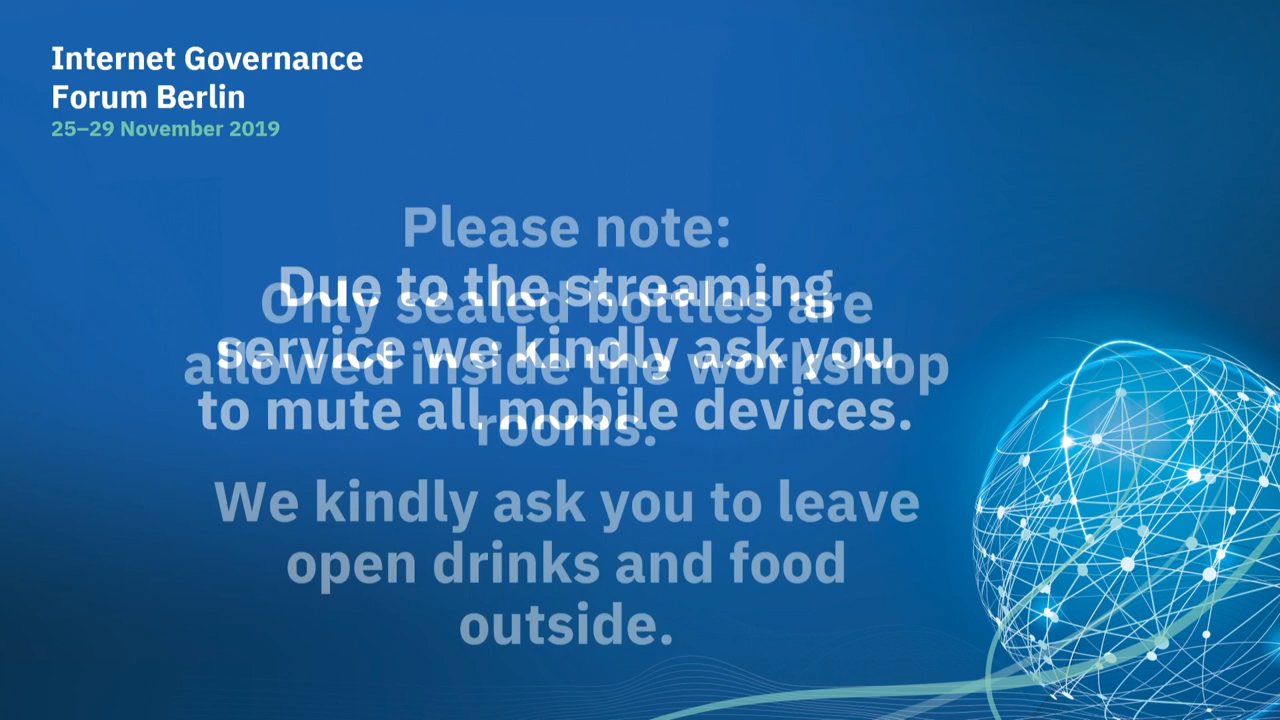 Internet Governance
Forum Berlin
25–29 November 2019
Please note:
Due to the streaming
Only sealed bottles are
service we kindly ask you
allowed inside the workshop
to mute all mobile devices.
rooms.
We kindly ask you to leave
open drinks and food
outside.